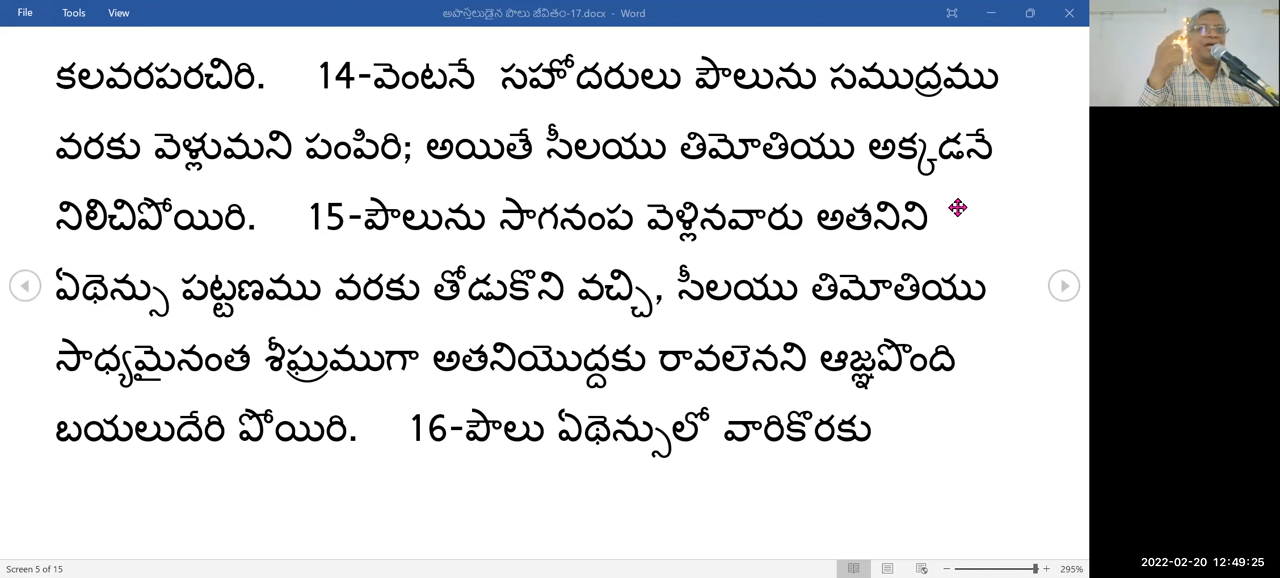 File Tools View అపొస్తలుడైన పౌలు జీవితం-17.docx - Word
కలవరపరచిరి. 14-వెంటనే సహోదరులు పౌలును సముద్రము
వరకు వెళ్లుమని పంపిరి; అయితే సీలయు తిమోతియు అక్కడనే
నిలిచిపోయిరి. 15-పౌలును సాగనంప వెళ్లినవారు అతనిని
ఏథెన్సు పట్టణము వరకు తోడుకొని వచ్చి, సీలయు తిమోతియు
సాధ్యమైనంత శీఘ్రముగా అతనియొద్దకు రావలెనని ఆజ్ఞపొంది
బయలుదేరి పోయిరి. 16-పౌలు ఏథెన్సులో వారికొరకు
Screen 5 of 15 295%
2022-02-20 12:49:25